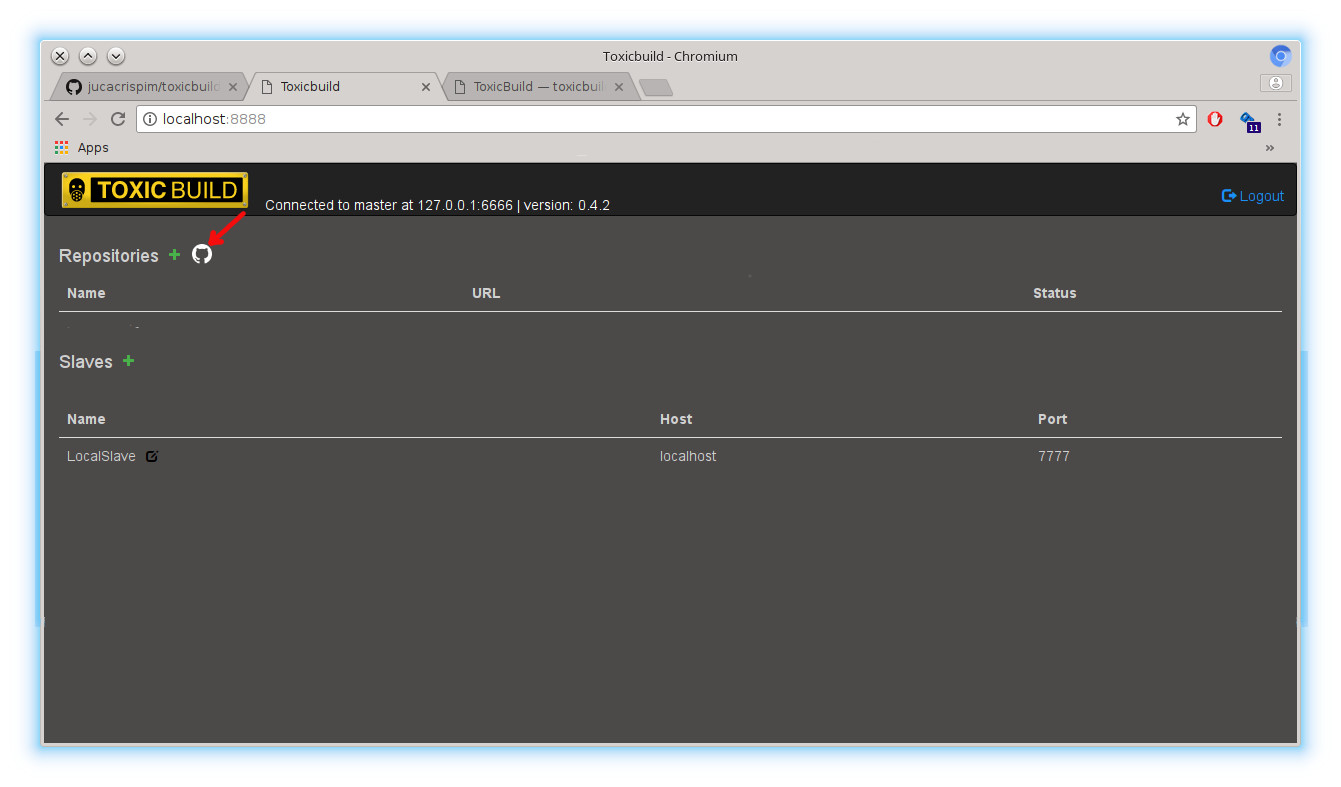 Toxicbuild - Chromium
jucacrispim/toxicbuild
Toxicbuild
ToxicBuild — toxicbuil
localhost:8888
11
Apps
»
TOXIC BUILD
Connected to master at 127.0.0.1:6666 | version: 0.4.2
Logout
Repositories
Name URL Status
Slaves
Name Host Port
LocalSlave localhost 7777